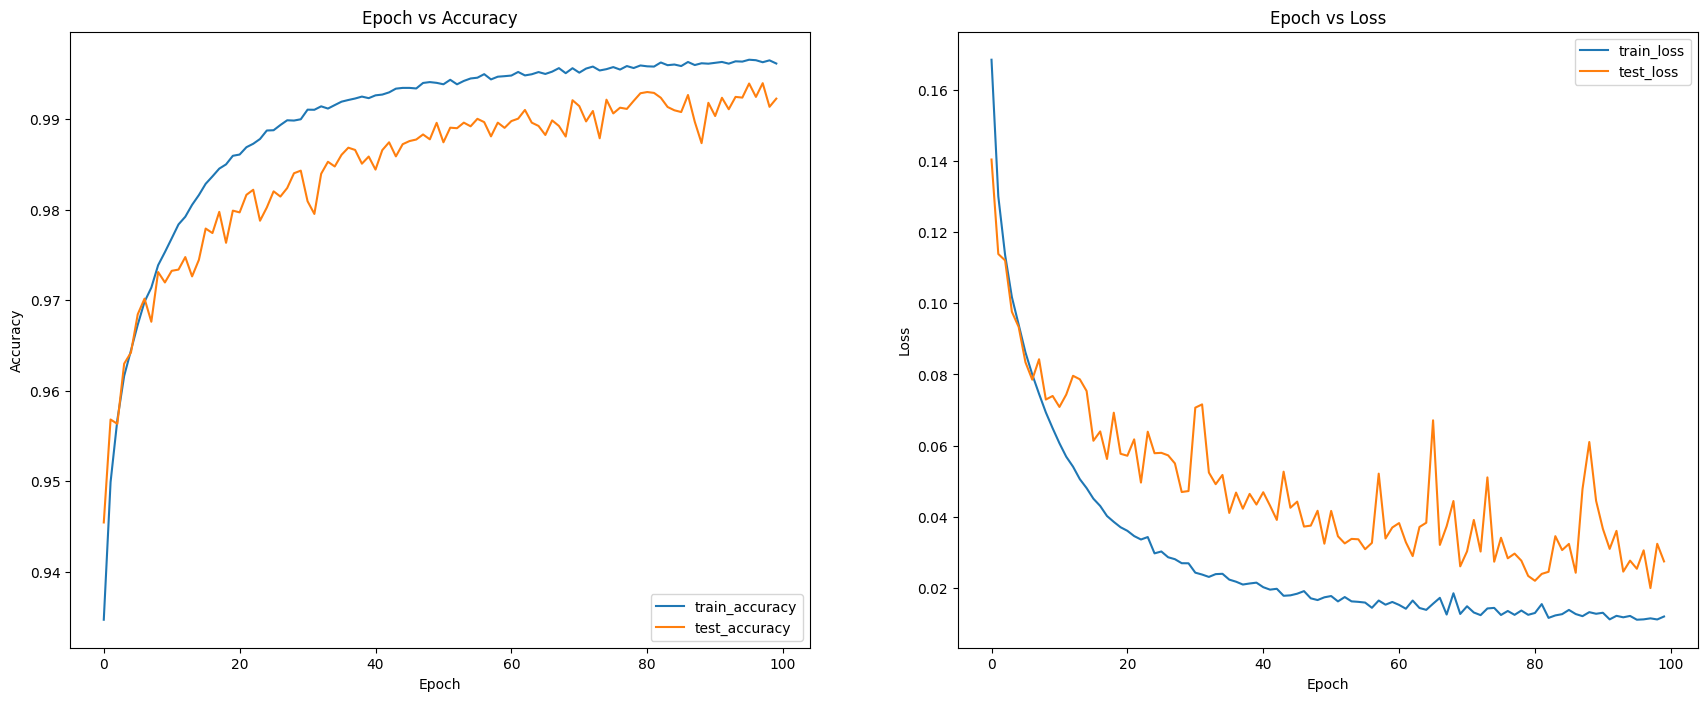 Epoch vs Accuracy
0.99
0.98
0.97
0.96
0.95
0.94
Accuracy
0 20 40 60 80 100
Epoch
train_accuracy
test_accuracy
Epoch vs Loss
0.16
0.14
0.12
0.10
0.08
0.06
0.04
0.02
Loss
0 20 40 60 80 100
Epoch
train_loss
test_loss